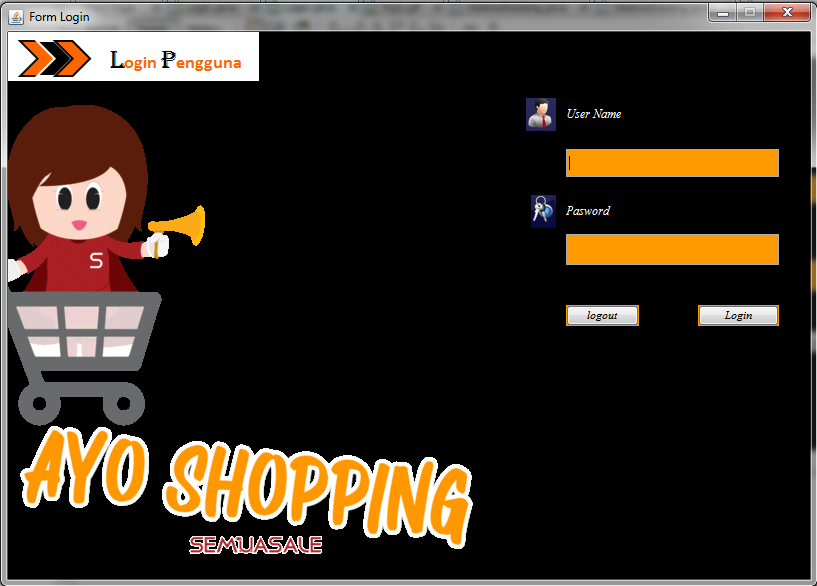 Form Login
Login Pengguna
User Name
Pasword
logout
Login
S
AYO SHOPPING
SEMUASALE